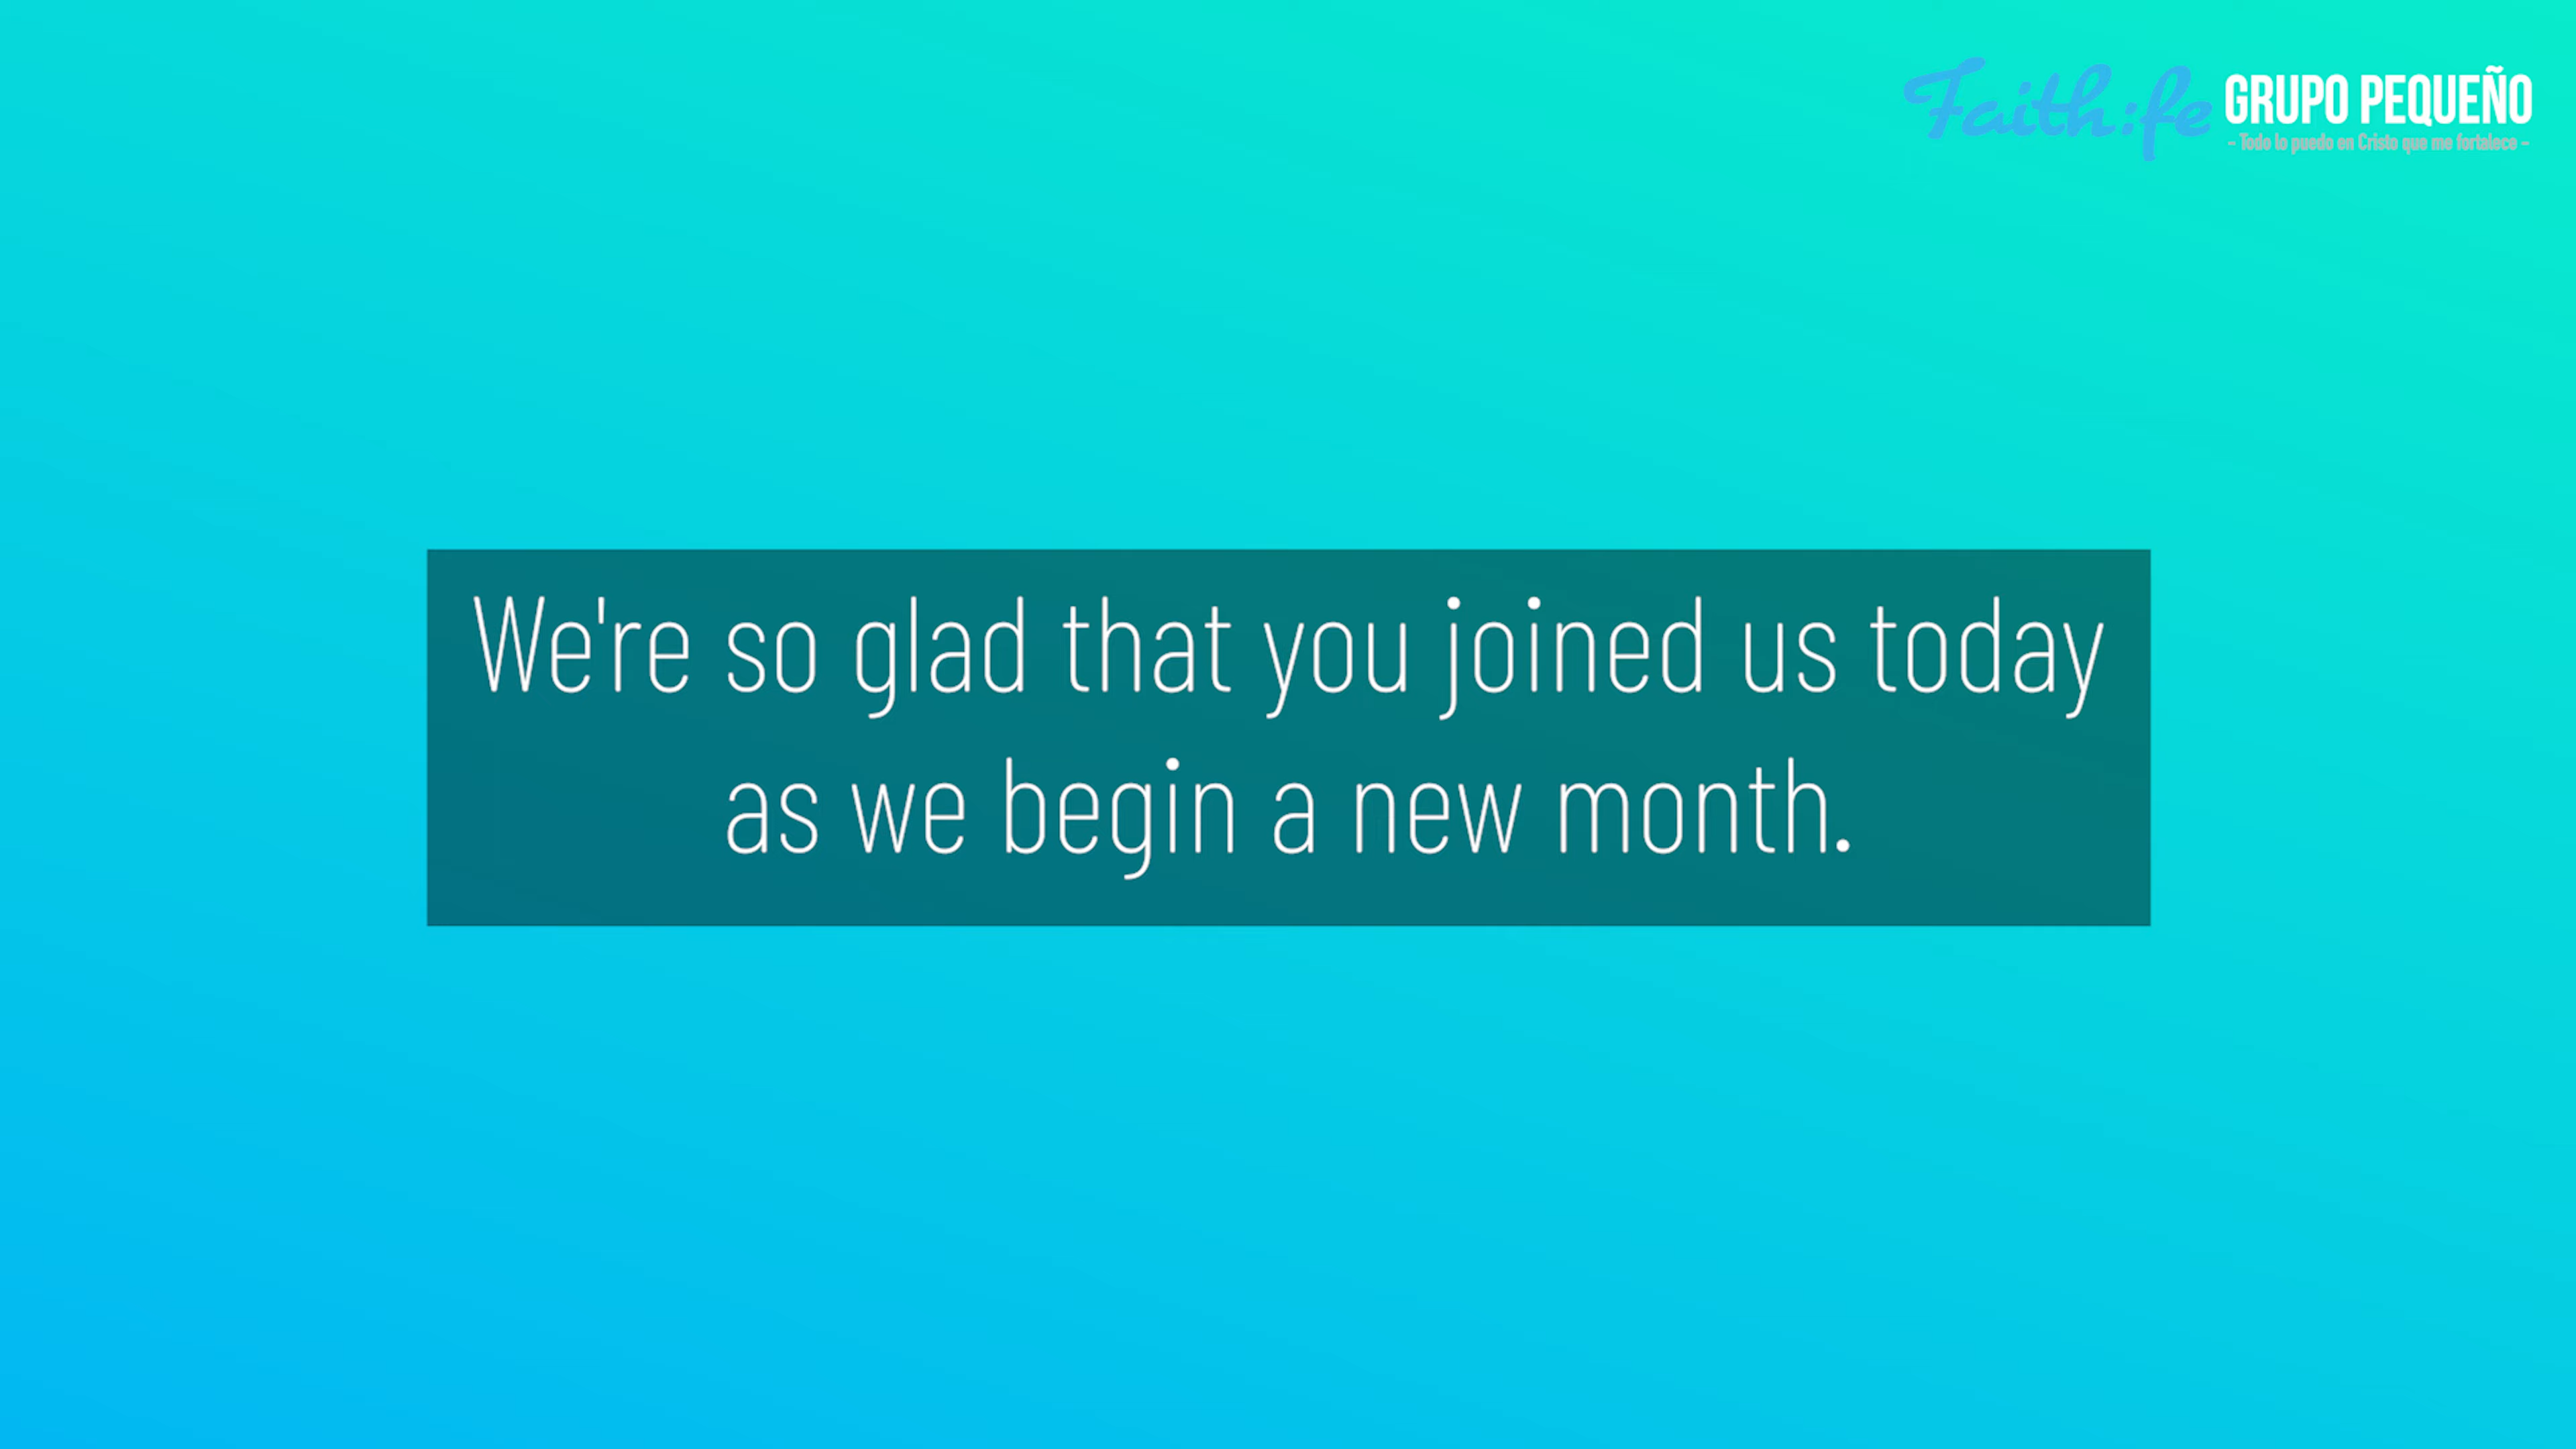 Faith:fe GRUPO PEQUEÑO
- Todo lo puedo en Cristo que me fortalece -
We're so glad that you joined us today
as we begin a new month.